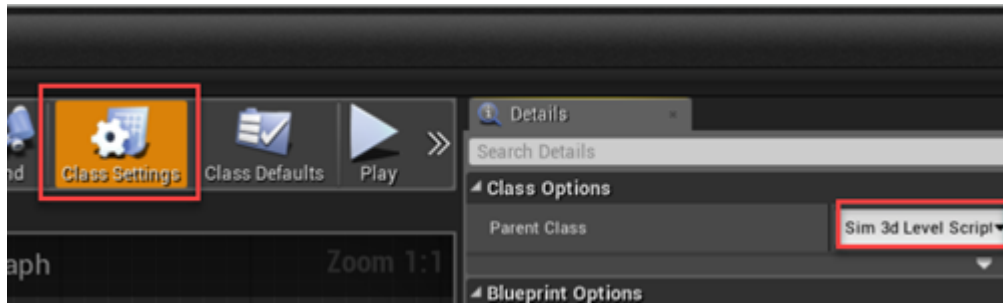 Details
Search Details
nd
Class Settings
Class Defaults
Play
Class Options
Parent Class
Sim 3d Level Script
aph
Zoom 1:1
Blueprint Options